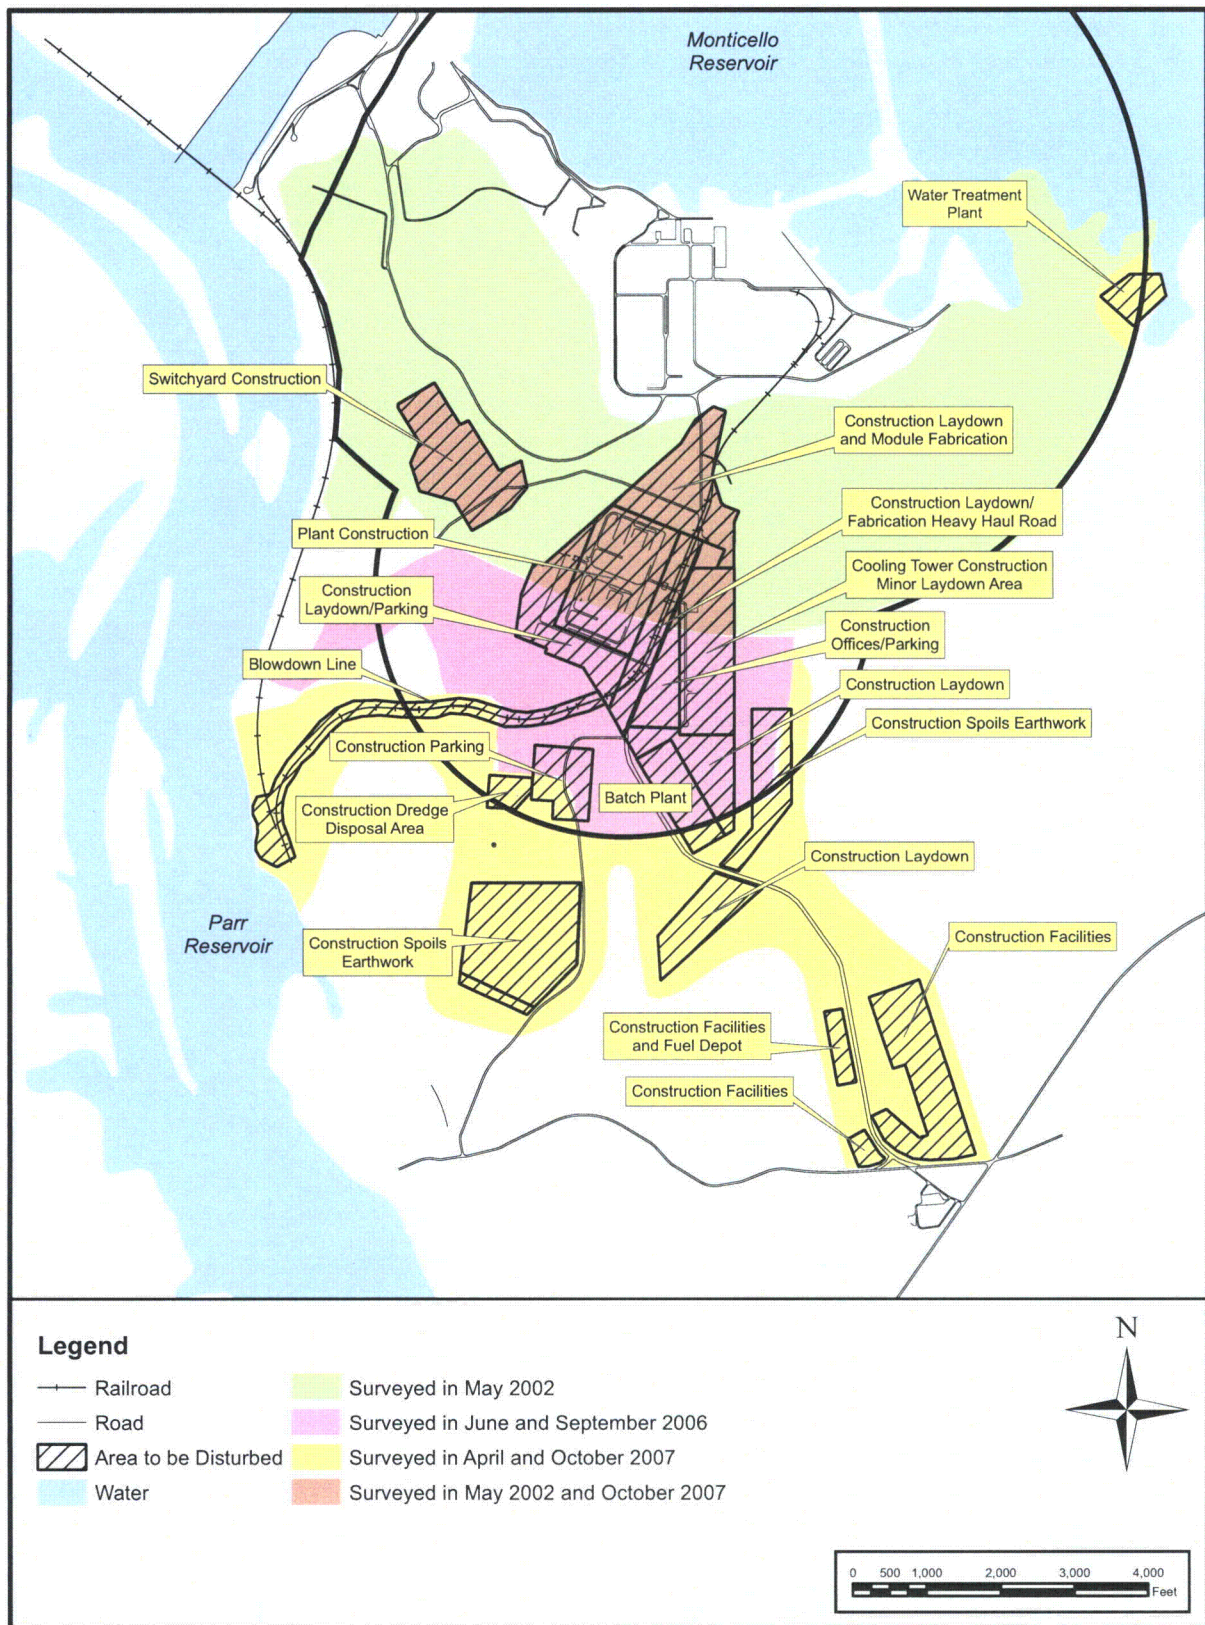 Monticello
Reservoir
Water Treatment
Plant
Switchyard Construction
Construction Laydown
and Module Fabrication
Construction Laydown/
Fabrication Heavy Haul Road
Plant Construction
Cooling Tower Construction
Minor Laydown Area
Construction
Laydown/Parking
Construction
Offices/Parking
Blowdown Line
Construction Laydown
Construction Spoils Earthwork
Construction Parking
Batch Plant
Construction Dredge
Disposal Area
Construction Laydown
Parr
Reservoir
Construction Spoils
Earthwork
Construction Facilities
Construction Facilities
and Fuel Depot
Construction Facilities
Legend
Railroad
Road
Area to be Disturbed
Water
Surveyed in May 2002
Surveyed in June and September 2006
Surveyed in April and October 2007
Surveyed in May 2002 and October 2007
N
0 500 1,000 2,000 3,000 4,000
Feet